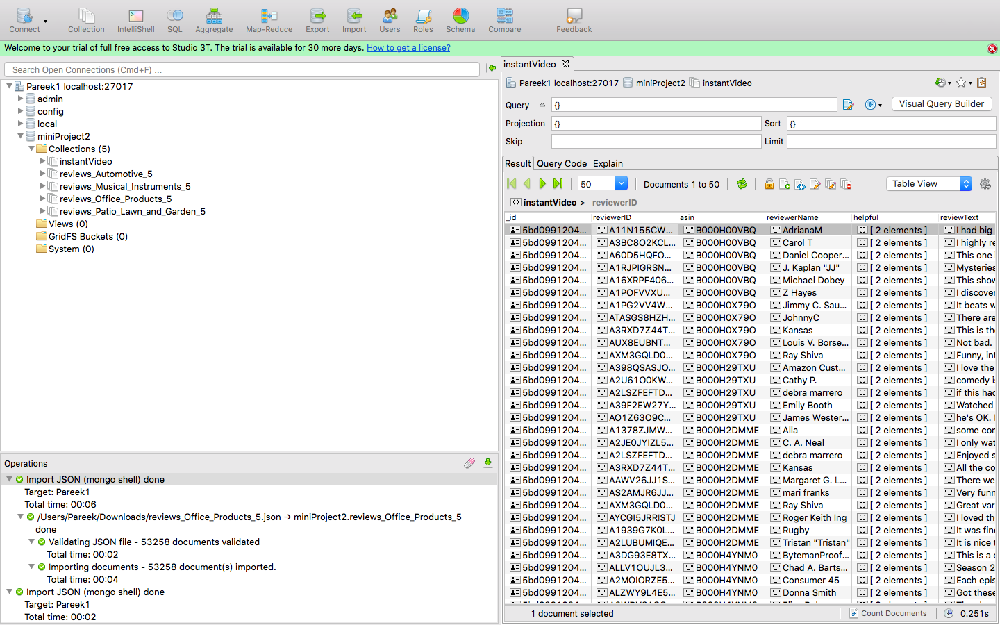 Connect
Collection
IntelliShell
SQL
Aggregate
Map-Reduce
Export
Import
Users
Roles
Schema
Compare
Feedback
Welcome to your trial of full free access to Studio 3T. The trial is available for 30 more days. How to get a license?
Search Open Connections (Cmd+F) ...
Pareek1 localhost:27017
admin
config
local
miniProject2
Collections (5)
instantVideo
reviews_Automotive_5
reviews_Musical_Instruments_5
reviews_Office_Products_5
reviews_Patio_Lawn_and_Garden_5
Views (0)
GridFS Buckets (0)
System (0)
Operations
Import JSON (mongo shell) done
Target: Pareek1
Total time: 00:06
/Users/Pareek/Downloads/reviews_Office_Products_5.json → miniProject2.reviews_Office_Products_5
done
Validating JSON file - 53258 documents validated
Total time: 00:02
Importing documents - 53258 document(s) imported.
Total time: 00:04
Import JSON (mongo shell) done
Target: Pareek1
Total time: 00:02
instantVideo
Pareek1 localhost:27017 miniProject2 instantVideo
Query {} Visual Query Builder
Projection {} Sort {}
Skip Limit
Result Query Code Explain
50 Documents 1 to 50 Table View
instantVideo > reviewerID
_id reviewerID asin reviewerName helpful reviewText
5bd0991204... A11N155CW... B000H00VBQ AdrianaM [ 2 elements ] I had big
5bd0991204... A3BC8O2KCL... B000H00VBQ Carol T [ 2 elements ] I highly re
5bd0991204... A60D5HQFO... B000H00VBQ Daniel Cooper... [ 2 elements ] This one
5bd0991204... A1RJPIGRSN... B000H00VBQ J. Kaplan "JJ" [ 2 elements ] Mysteries
5bd0991204... A16XRPF406... B000H00VBQ Michael Dobey [ 2 elements ] This show
5bd0991204... A1POFVVXU... B000H00VBQ Z Hayes [ 2 elements ] I discover
5bd0991204... A1PG2VV4W... B000H0X79O Jimmy C. Sau... [ 2 elements ] It beats w
5bd0991204... ATASGS8HZH... B000H0X79O JohnnyC [ 2 elements ] There are
5bd0991204... A3RXD7Z44T... B000H0X79O Kansas [ 2 elements ] This is the
5bd0991204... AUX8EUBNT... B000H0X79O Louis V. Borse... [ 2 elements ] Not bad.
5bd0991204... AXM3GQLD0... B000H0X79O Ray Shiva [ 2 elements ] Funny, int
5bd0991204... A398QSASJO... B000H29TXU Amazon Cust... [ 2 elements ] I love the
5bd0991204... A2U61O0KW... B000H29TXU Cathy P. [ 2 elements ] comedy is
5bd0991204... A2LSZFEFTD... B000H29TXU debra marrero [ 2 elements ] if this had
5bd0991204... A39F2EW27Y... B000H29TXU Emily Booth [ 2 elements ] Watched
5bd0991204... AO1Z63O9C... B000H29TXU James Wester... [ 2 elements ] he's OK.
5bd0991204... A1378ZJMW... B000H2DMME Alla [ 2 elements ] some con
5bd0991204... A2JE0JYIZL5... B000H2DMME C. A. Neal [ 2 elements ] I only wat
5bd0991204... A2LSZFEFTD... B000H2DMME debra marrero [ 2 elements ] Enjoyed s
5bd0991204... A3RXD7Z44T... B000H2DMME Kansas [ 2 elements ] All the co
5bd0991204... AAWV26JJ1S... B000H2DMME Margaret G. L... [ 2 elements ] There we
5bd0991204... AS2AMJR6JJ... B000H2DMME mari franks [ 2 elements ] Very funn
5bd0991204... AXM3GQLD0... B000H2DMME Ray Shiva [ 2 elements ] Great var
5bd0991204... AYCGI5JRRISTJ B000H2DMME Roger Keith Ing [ 2 elements ] I loved th
5bd0991204... A1939G7K0L... B000H2DMME Rugby [ 2 elements ] It was fine
5bd0991204... A2LUBUMIQE... B000H2DMME Tristan "Tristan" [ 2 elements ] It is nice t
5bd0991204... A3DG93E8TX... B000H4YNM0 BytemanProof... [ 2 elements ] This is a c
5bd0991204... ALLV1OUJL3... B000H4YNM0 Chad A. Barts... [ 2 elements ] Season 2
5bd0991204... A2MOIORZE5... B000H4YNM0 Consumer 45 [ 2 elements ] Each epis
5bd0991204... ALZWY9L4E5... B000H4YNM0 Donna Smith [ 2 elements ] Got these
1 document selected Count Documents 0.251s